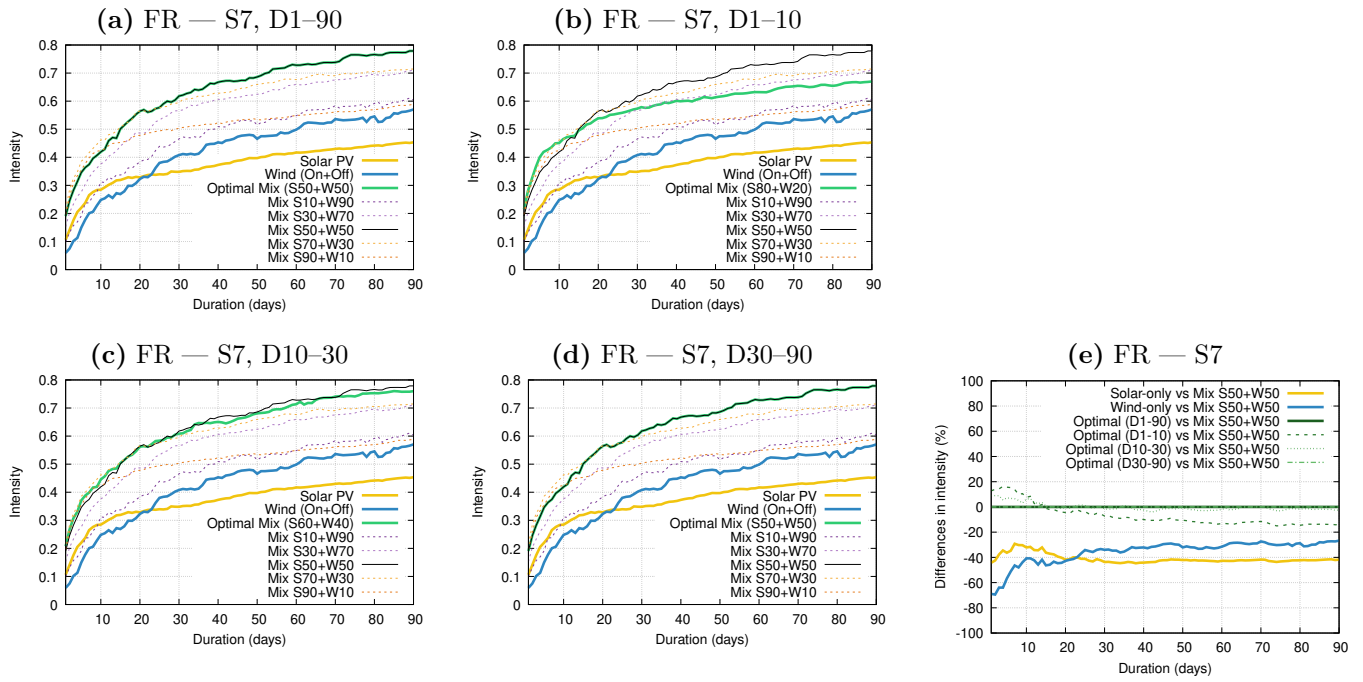 (a) FR — S7, D1–90
0.8
0.7
0.6
0.5
0.4
0.3
0.2
0.1
0
Intensity
Solar PV
Wind (On+Off)
Optimal Mix (S50+W50)
Mix S10+W90
Mix S30+W70
Mix S50+W50
Mix S70+W30
Mix S90+W10
10 20 30 40 50 60 70 80 90
Duration (days)
(b) FR — S7, D1–10
0.8
0.7
0.6
0.5
0.4
0.3
0.2
0.1
0
Intensity
Solar PV
Wind (On+Off)
Optimal Mix (S80+W20)
Mix S10+W90
Mix S30+W70
Mix S50+W50
Mix S70+W30
Mix S90+W10
10 20 30 40 50 60 70 80 90
Duration (days)
(c) FR — S7, D10–30
0.8
0.7
0.6
0.5
0.4
0.3
0.2
0.1
0
Intensity
Solar PV
Wind (On+Off)
Optimal Mix (S60+W40)
Mix S10+W90
Mix S30+W70
Mix S50+W50
Mix S70+W30
Mix S90+W10
10 20 30 40 50 60 70 80 90
Duration (days)
(d) FR — S7, D30–90
0.8
0.7
0.6
0.5
0.4
0.3
0.2
0.1
0
Intensity
Solar PV
Wind (On+Off)
Optimal Mix (S50+W50)
Mix S10+W90
Mix S30+W70
Mix S50+W50
Mix S70+W30
Mix S90+W10
10 20 30 40 50 60 70 80 90
Duration (days)
(e) FR — S7
100
80
60
40
20
0
-20
-40
-60
-80
-100
Differences in intensity (%)
Solar-only vs Mix S50+W50
Wind-only vs Mix S50+W50
Optimal (D1-90) vs Mix S50+W50
Optimal (D1-10) vs Mix S50+W50
Optimal (D10-30) vs Mix S50+W50
Optimal (D30-90) vs Mix S50+W50
10 20 30 40 50 60 70 80 90
Duration (days)